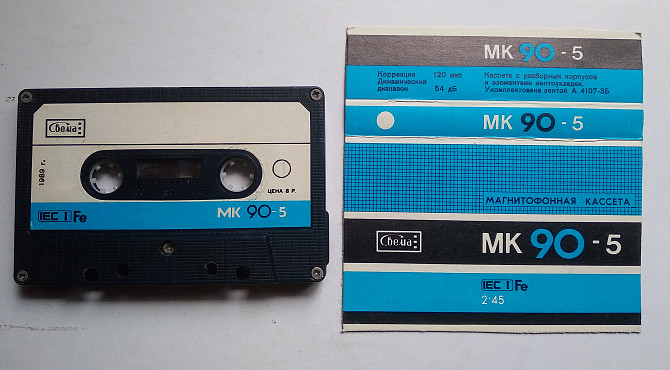 Свема
1989 г.
ЦЕНА 8 Р.
IEC I Fe
МК 90-5
МК 90-5
Коррекция 120 мкс
Динамический
диапазон 54 дБ
Кассета с разборным корпусом
и элементами лентоукладки.
Укомплектована лентой А 4107-3Б
МК 90-5
МАГНИТОФОННАЯ КАССЕТА
Свема
МК 90-5
IEC I Fe
2·45